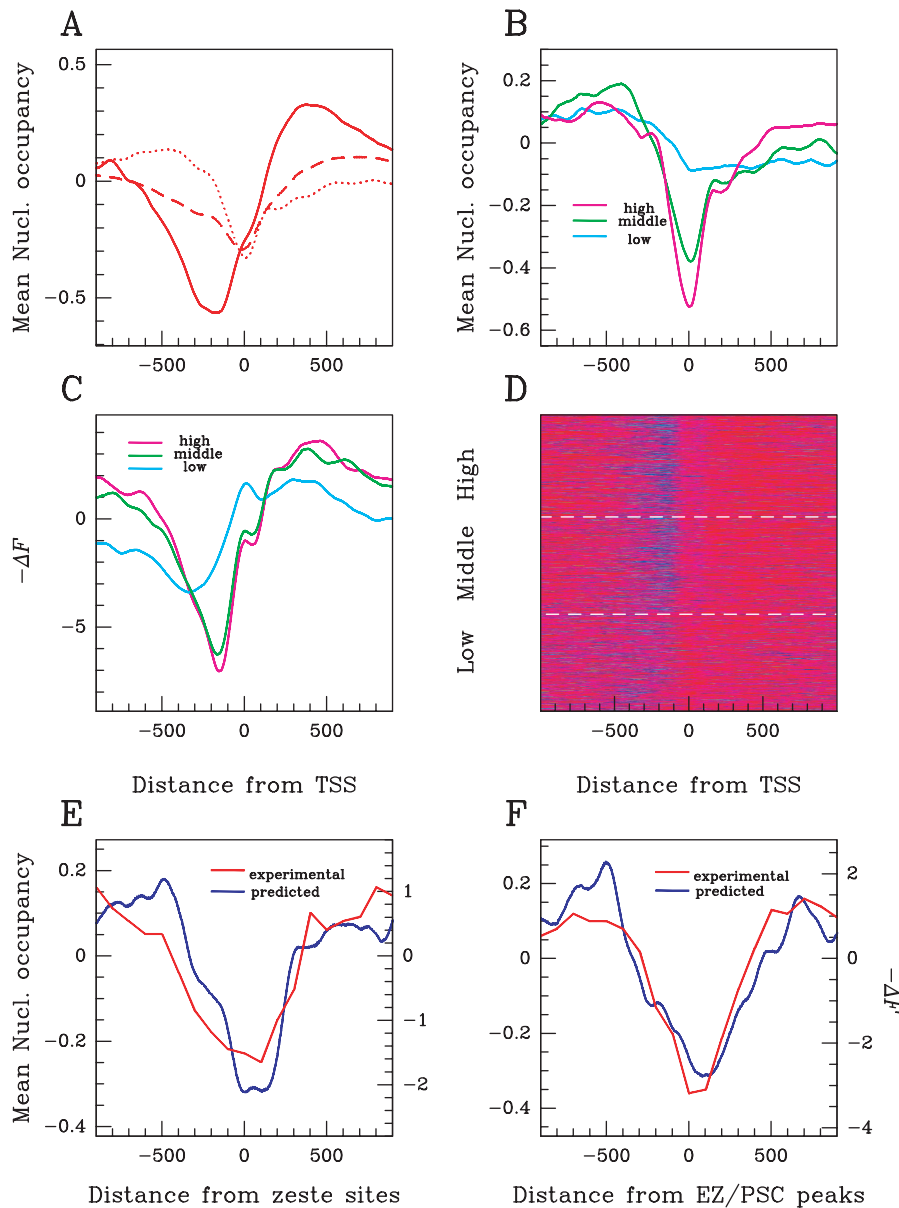 A
B
Mean Nucl. occupancy
0.5
0
−0.5
−500
0
500
Mean Nucl. occupancy
0.2
0
−0.2
−0.4
−0.6
high
middle
low
−500
0
500
C
D
−ΔF
0
−5
high
middle
low
−500
0
500
Low Middle High
−500
0
500
Distance from TSS
Distance from TSS
E
F
Mean Nucl. occupancy
0.2
0
−0.2
−0.4
experimental
predicted
1
0
−1
−2
−500
0
500
0.2
0
−0.2
−0.4
experimental
predicted
2
0
−2
−4
−ΔF
−500
0
500
Distance from zeste sites
Distance from EZ/PSC peaks